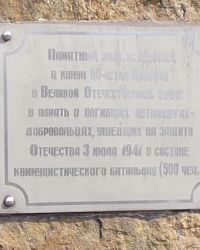 Памятный знак установлен
в канун 60-летия Победы
в Великой Отечественной войне
в память о погибших металлургах-
добровольцах, ушедших на защиту
Отечества 3 июля 1941 в составе
коммунистического батальона (500 чел.